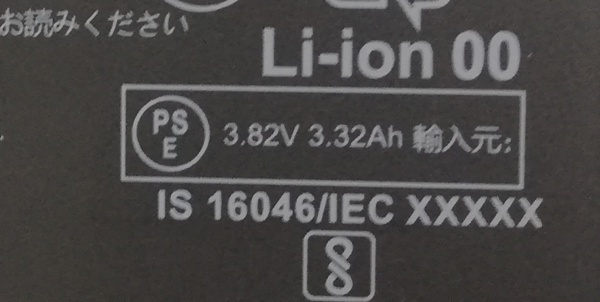 お読みください
Li-ion 00
PS
E
3.82V 3.32Ah 輸入元:
IS 16046/IEC XXXXX